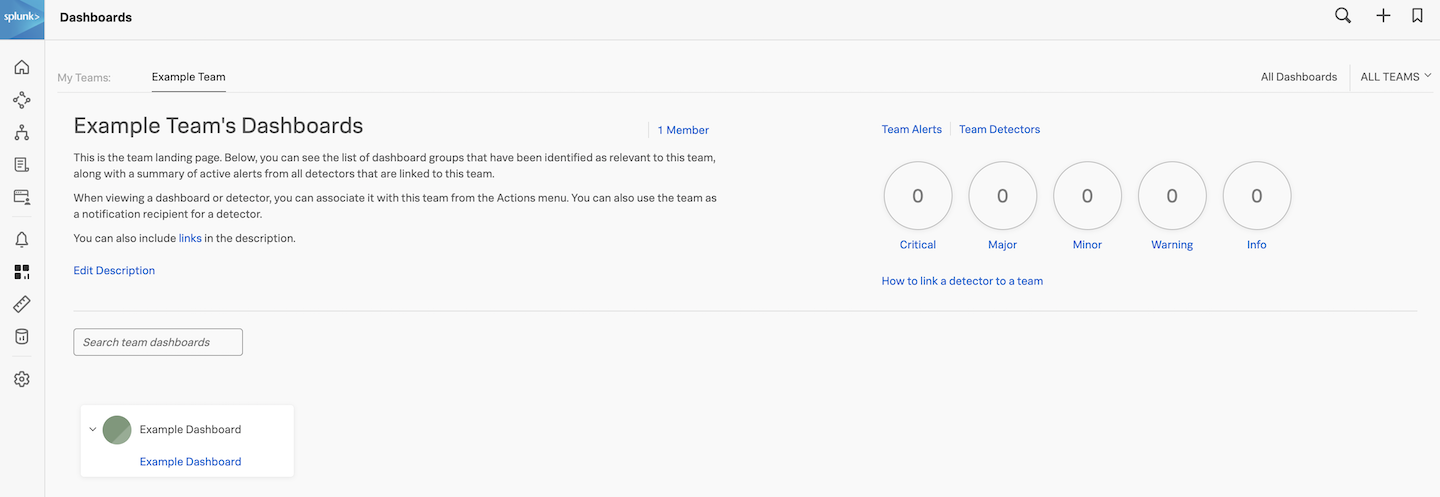 splunk>
Dashboards
My Teams:
Example Team
All Dashboards
ALL TEAMS
Example Team's Dashboards
1 Member
This is the team landing page. Below, you can see the list of dashboard groups that have been identified as relevant to this team,
along with a summary of active alerts from all detectors that are linked to this team.
When viewing a dashboard or detector, you can associate it with this team from the Actions menu. You can also use the team as
a notification recipient for a detector.
You can also include links in the description.
Edit Description
Team Alerts
Team Detectors
0
0
0
0
0
Critical
Major
Minor
Warning
Info
How to link a detector to a team
Search team dashboards
Example Dashboard
Example Dashboard